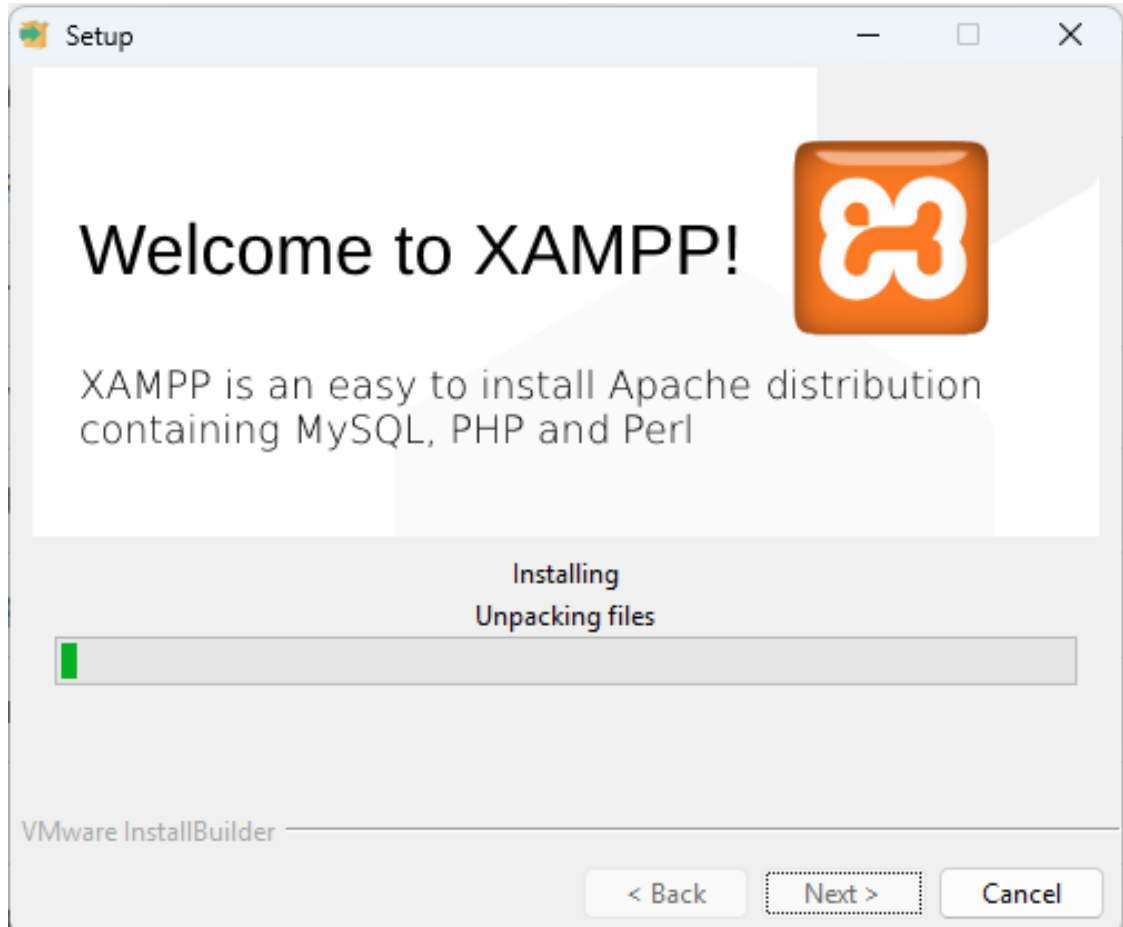 Setup
Welcome to XAMPP!
XAMPP is an easy to install Apache distribution
containing MySQL, PHP and Perl
Installing
Unpacking files
VMware InstallBuilder
< Back Next > Cancel